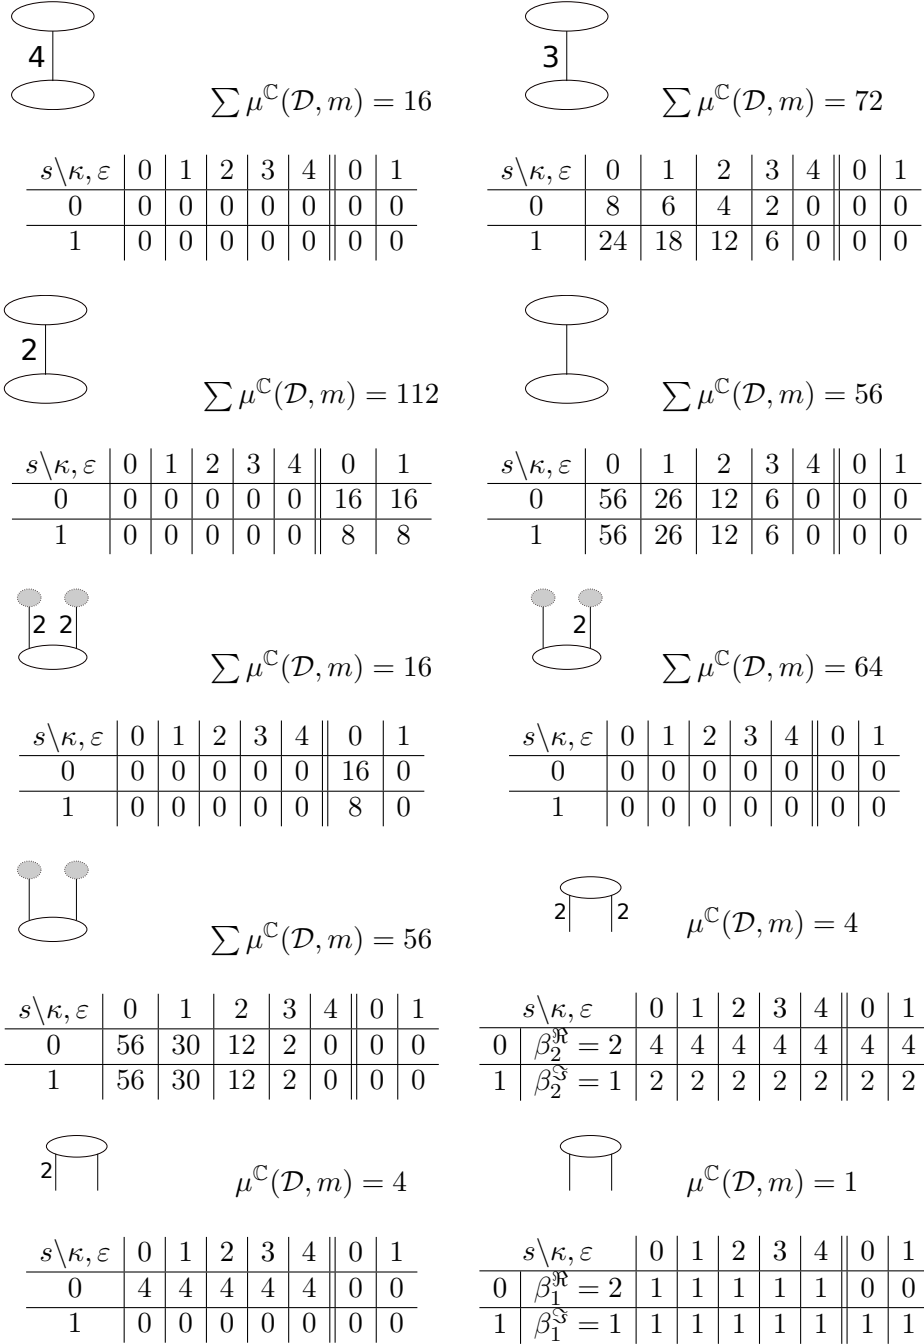 4 3
∑ μ^ℂ(𝒟, m) = 16 ∑ μ^ℂ(𝒟, m) = 72
s\κ, ε 0 1 2 3 4 0 1 s\κ, ε 0 1 2 3 4 0 1
0 0 0 0 0 0 0 0 0 8 6 4 2 0 0 0
1 0 0 0 0 0 0 0 1 24 18 12 6 0 0 0
2
∑ μ^ℂ(𝒟, m) = 112 ∑ μ^ℂ(𝒟, m) = 56
s\κ, ε 0 1 2 3 4 0 1 s\κ, ε 0 1 2 3 4 0 1
0 0 0 0 0 0 16 16 0 56 26 12 6 0 0 0
1 0 0 0 0 0 8 8 1 56 26 12 6 0 0 0
2 2 2
∑ μ^ℂ(𝒟, m) = 16 ∑ μ^ℂ(𝒟, m) = 64
s\κ, ε 0 1 2 3 4 0 1 s\κ, ε 0 1 2 3 4 0 1
0 0 0 0 0 0 16 0 0 0 0 0 0 0 0 0
1 0 0 0 0 0 8 0 1 0 0 0 0 0 0 0
2 2
∑ μ^ℂ(𝒟, m) = 56 μ^ℂ(𝒟, m) = 4
s\κ, ε 0 1 2 3 4 0 1 s\κ, ε 0 1 2 3 4 0 1
0 56 30 12 2 0 0 0 0 β_2^ℜ = 2 4 4 4 4 4 4 4
1 56 30 12 2 0 0 0 1 β_2^ℑ = 1 2 2 2 2 2 2 2
2
μ^ℂ(𝒟, m) = 4 μ^ℂ(𝒟, m) = 1
s\κ, ε 0 1 2 3 4 0 1 s\κ, ε 0 1 2 3 4 0 1
0 4 4 4 4 4 0 0 0 β_1^ℜ = 2 1 1 1 1 1 0 0
1 0 0 0 0 0 0 0 1 β_1^ℑ = 1 1 1 1 1 1 1 1